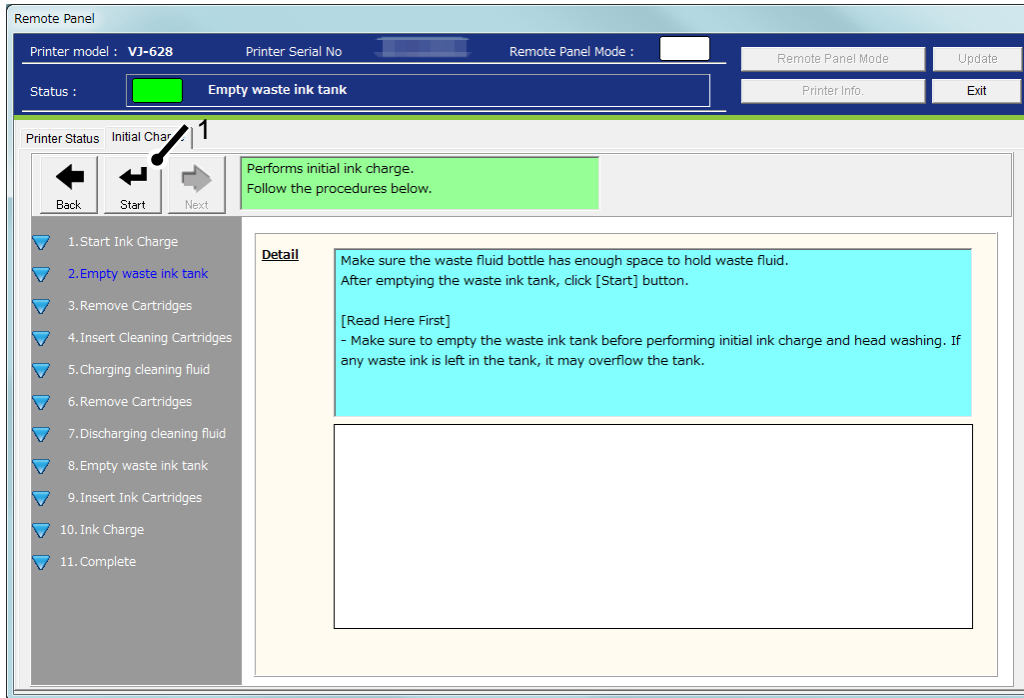 Remote Panel
Printer model : VJ-628 Printer Serial No Remote Panel Mode :
Remote Panel Mode Update
Status : Empty waste ink tank
Printer Info. Exit
Printer Status Initial Charge 1
Back Start Next
Performs initial ink charge.
Follow the procedures below.
1.Start Ink Charge
2.Empty waste ink tank
3.Remove Cartridges
4.Insert Cleaning Cartridges
5.Charging cleaning fluid
6.Remove Cartridges
7.Discharging cleaning fluid
8.Empty waste ink tank
9.Insert Ink Cartridges
10.Ink Charge
11.Complete
Detail
Make sure the waste fluid bottle has enough space to hold waste fluid.
After emptying the waste ink tank, click [Start] button.
[Read Here First]
- Make sure to empty the waste ink tank before performing initial ink charge and head washing. If
any waste ink is left in the tank, it may overflow the tank.